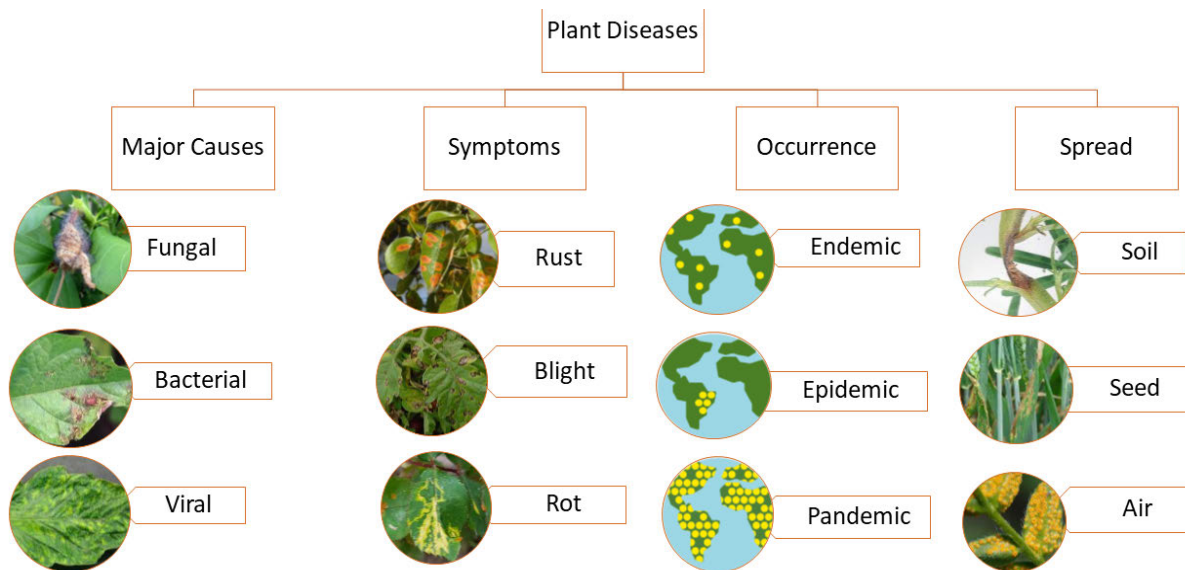 Plant Diseases
Major Causes
Symptoms
Occurrence
Spread
Fungal
Rust
Endemic
Soil
Bacterial
Blight
Epidemic
Seed
Viral
Rot
Pandemic
Air